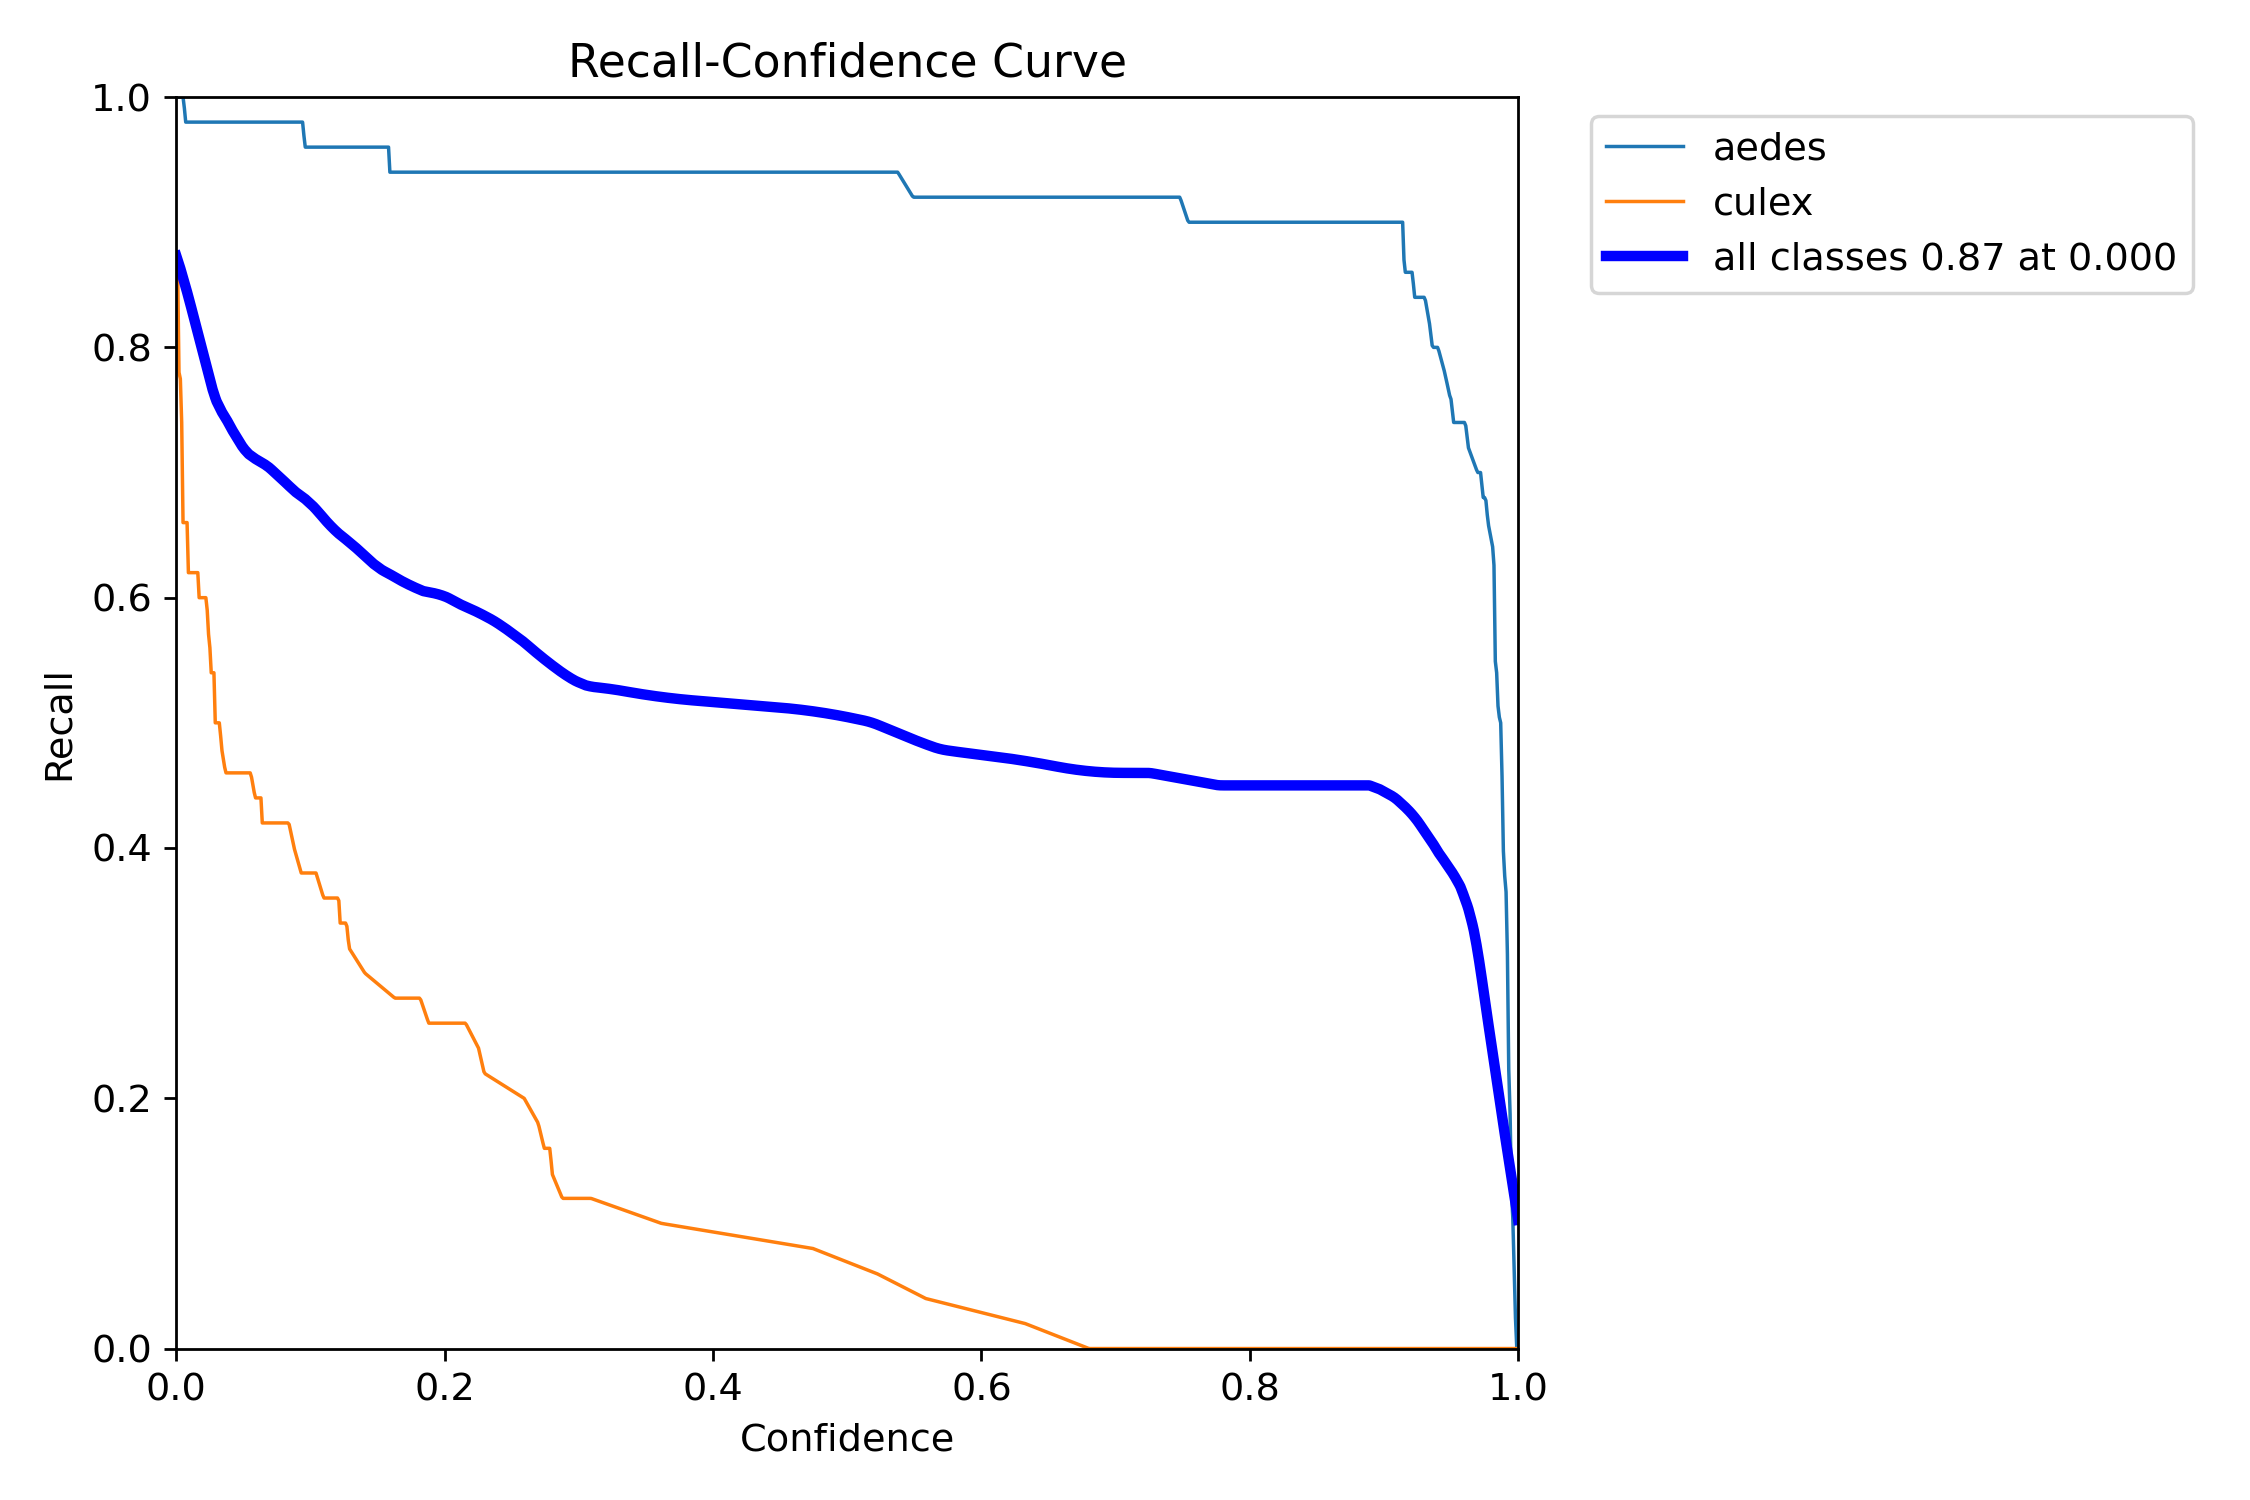 Recall-Confidence Curve
1.0
0.8
0.6
0.4
0.2
0.0
Recall
0.0 0.2 0.4 0.6 0.8 1.0
Confidence
aedes
culex
all classes 0.87 at 0.000